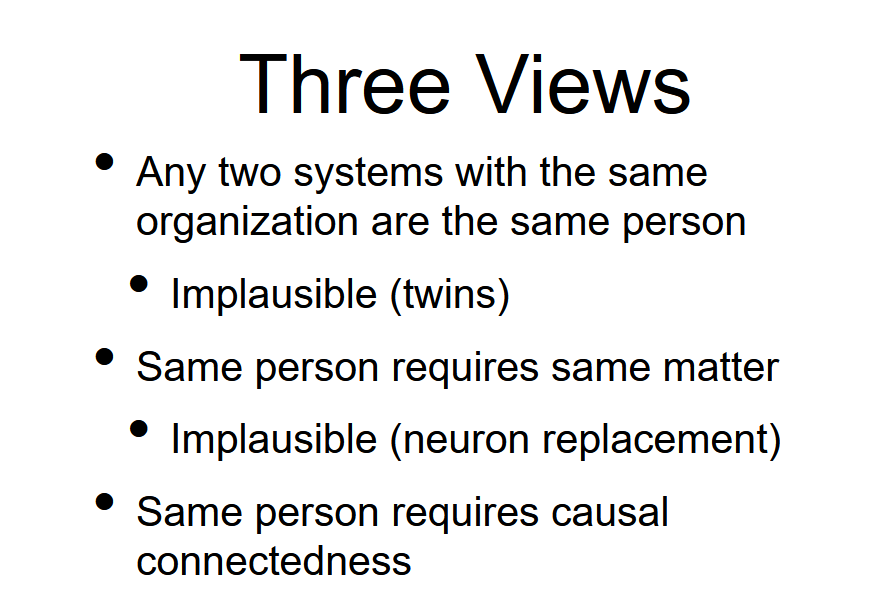 Three Views
• Any two systems with the same
organization are the same person
• Implausible (twins)
• Same person requires same matter
• Implausible (neuron replacement)
• Same person requires causal
connectedness